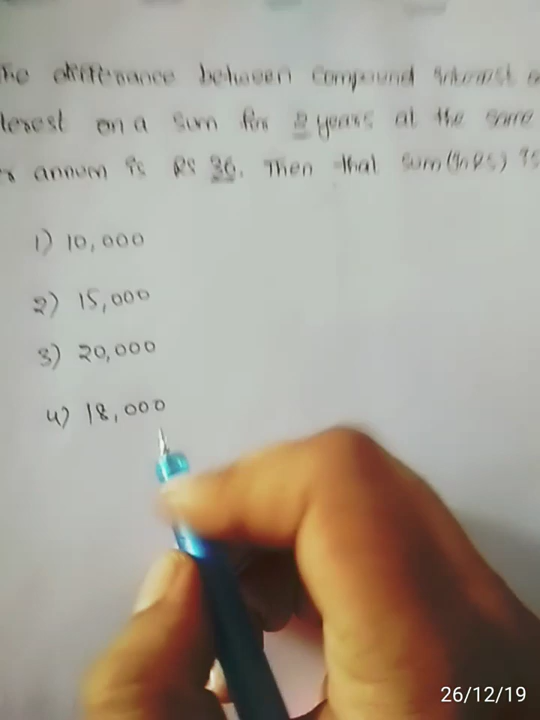 The difference between compound interest
on a sum for 2 years at the same
annum is RS 36. Then that sum (in RS) is
1) 10,000
2) 15,000
3) 20,000
4) 18,000
26/12/19